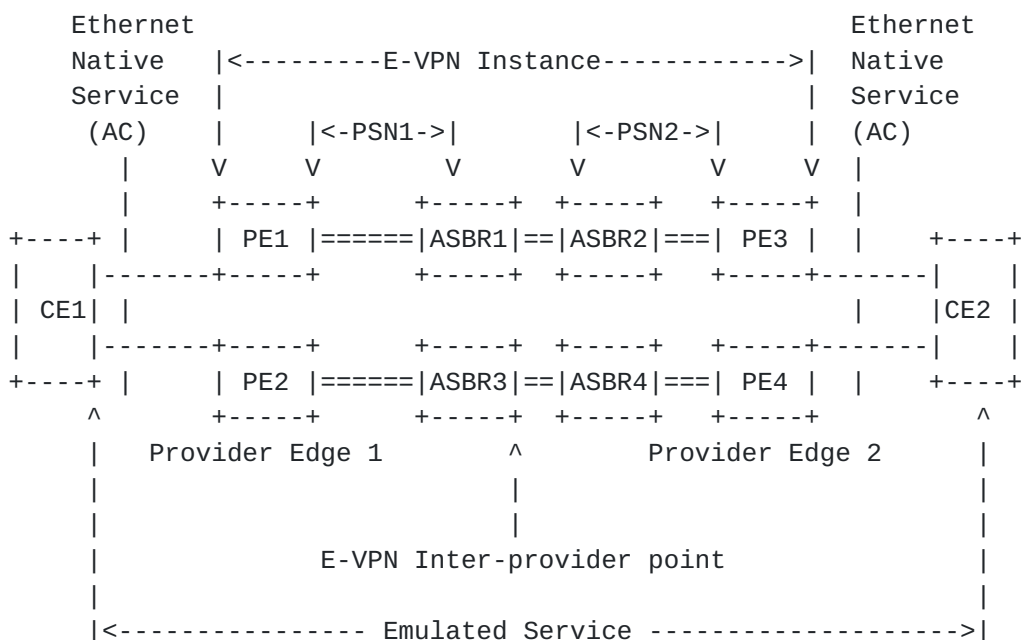 Ethernet                                          Ethernet
    Native   |<---------E-VPN Instance------------>|  Native
    Service  |                                     |  Service
     (AC)    |     |<-PSN1->|       |<-PSN2->|     |  (AC)
       |     V     V        V       V        V     V  |
       |     +-----+      +-----+  +-----+   +-----+  |
+----+ |     | PE1 |======|ASBR1|==|ASBR2|===| PE3 |  |    +----+
|    |-------+-----+      +-----+  +-----+   +-----+-------|    |
| CE1| |                                              |    |CE2 |
|    |-------+-----+      +-----+  +-----+   +-----+-------|    |
+----+ |     | PE2 |======|ASBR3|==|ASBR4|===| PE4 |  |    +----+
     ^       +-----+      +-----+  +-----+   +-----+          ^
     |   Provider Edge 1        ^        Provider Edge 2      |
     |                          |                             |
     |                          |                             |
     |              E-VPN Inter-provider point                |
     |                                                        |
     |<---------------- Emulated Service -------------------->|